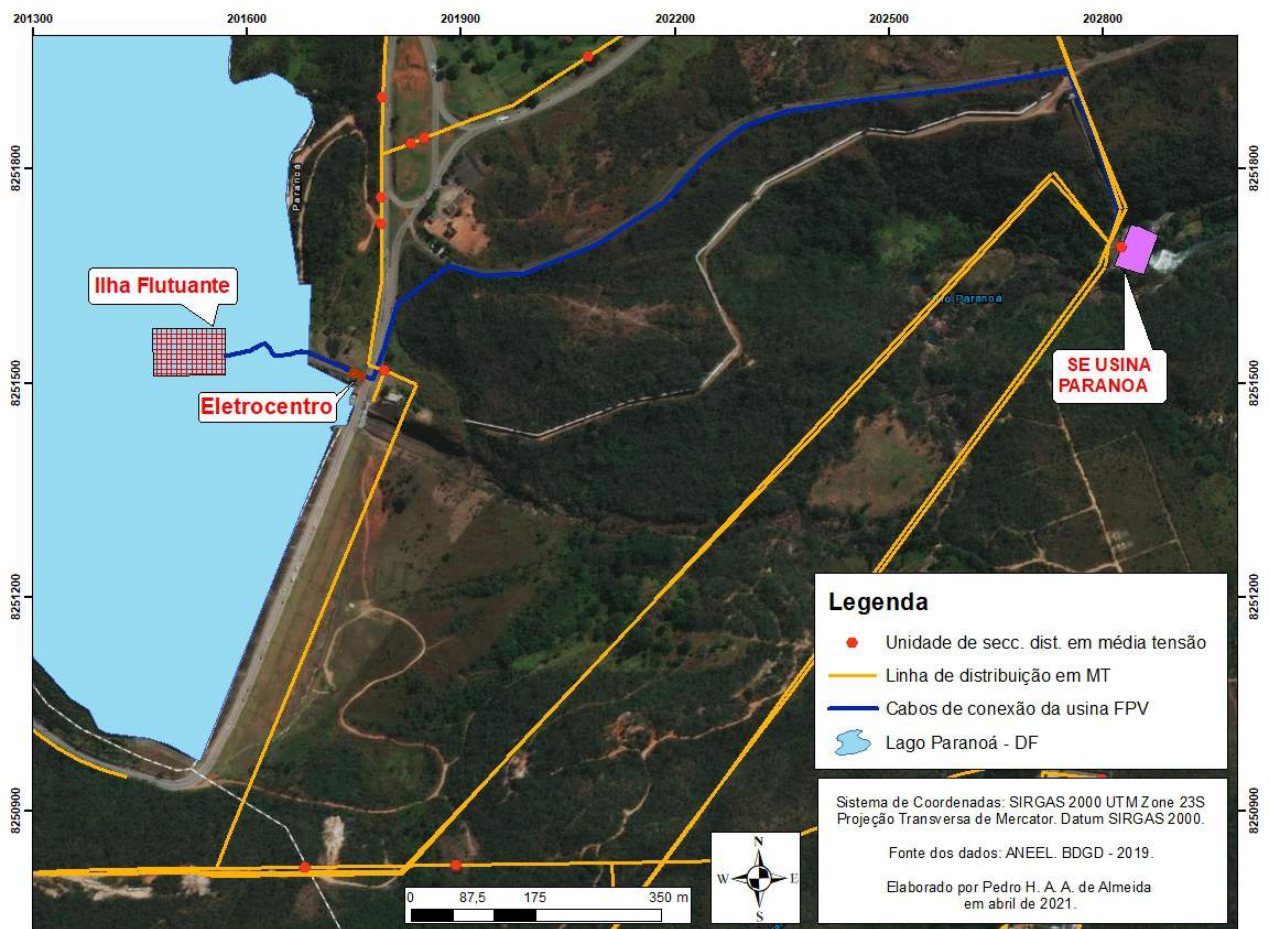 201300
201600
201900
202200
202500
202800
8251800
8251800
Paranoá
Ilha Flutuante
Paranoá
SE USINA
PARANOA
8251500
8251500
Eletrocentro
8251200
8251200
Legenda
Unidade de secc. dist. em média tensão
Linha de distribuição em MT
Cabos de conexão da usina FPV
Lago Paranoá - DF
8250900
8250900
Sistema de Coordenadas: SIRGAS 2000 UTM Zone 23S
Projeção Transversa de Mercator. Datum SIRGAS 2000.
Fonte dos dados: ANEEL. BDGD - 2019.
Elaborado por Pedro H. A. A. de Almeida
em abril de 2021.
N
W
E
S
0 87,5 175 350 m